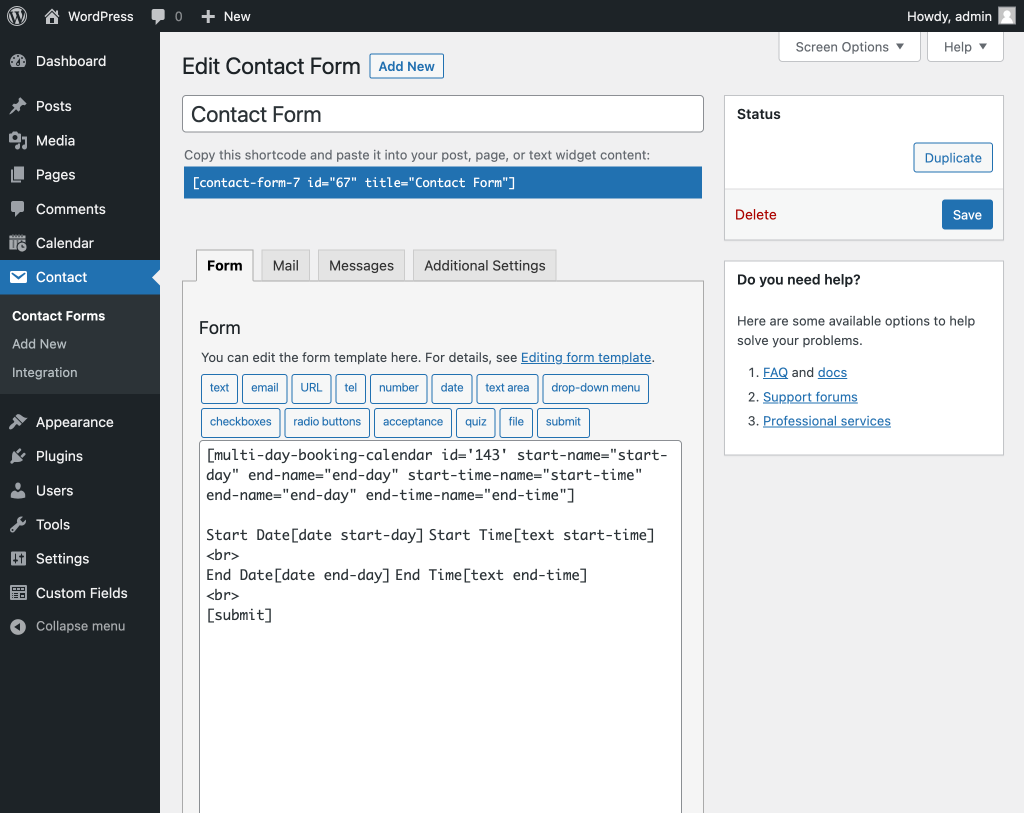 WordPress 0 New Howdy, admin
Dashboard
Posts
Media
Pages
Comments
Calendar
Contact
Contact Forms
Add New
Integration
Appearance
Plugins
Users
Tools
Settings
Custom Fields
Collapse menu
Screen Options Help
Edit Contact Form Add New
Contact Form
Copy this shortcode and paste it into your post, page, or text widget content:
[contact-form-7 id="67" title="Contact Form"]
Form Mail Messages Additional Settings
Form
You can edit the form template here. For details, see Editing form template.
text email URL tel number date text area drop-down menu
checkboxes radio buttons acceptance quiz file submit
[multi-day-booking-calendar id='143' start-name="start-
day" end-name="end-day" start-time-name="start-time"
end-name="end-day" end-time-name="end-time"]
Start Date[date start-day] Start Time[text start-time]
<br>
End Date[date end-day] End Time[text end-time]
<br>
[submit]
Status
Duplicate
Delete Save
Do you need help?
Here are some available options to help
solve your problems.
1. FAQ and docs
2. Support forums
3. Professional services